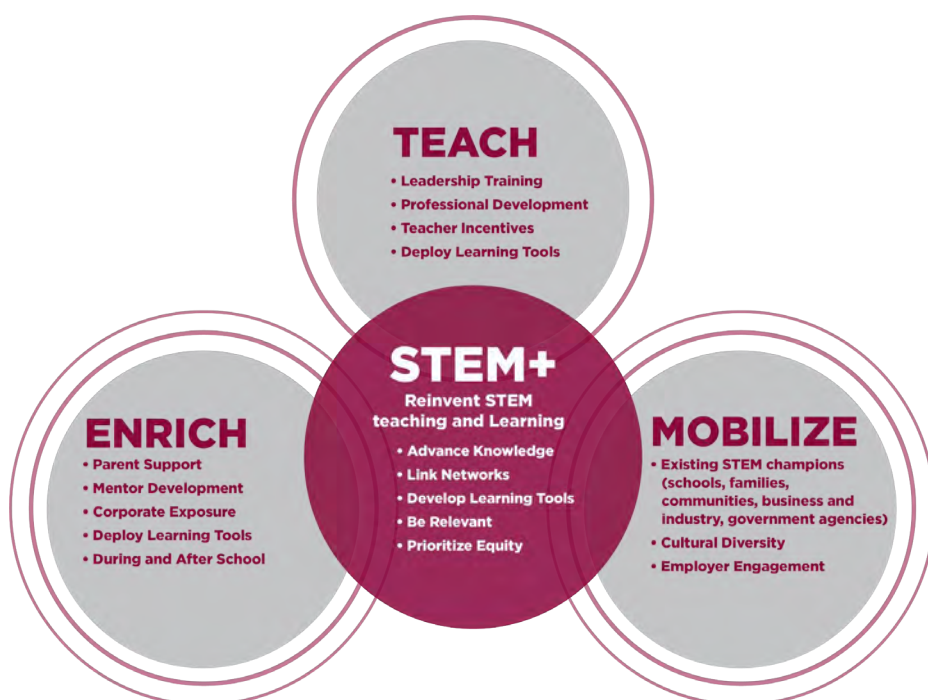 TEACH
• Leadership Training
• Professional Development
• Teacher Incentives
• Deploy Learning Tools
STEM+
Reinvent STEM
teaching and Learning
• Advance Knowledge
• Link Networks
• Develop Learning Tools
• Be Relevant
• Prioritize Equity
ENRICH
• Parent Support
• Mentor Development
• Corporate Exposure
• Deploy Learning Tools
• During and After School
MOBILIZE
• Existing STEM champions
(schools, families,
communities, business and
industry, government agencies)
• Cultural Diversity
• Employer Engagement